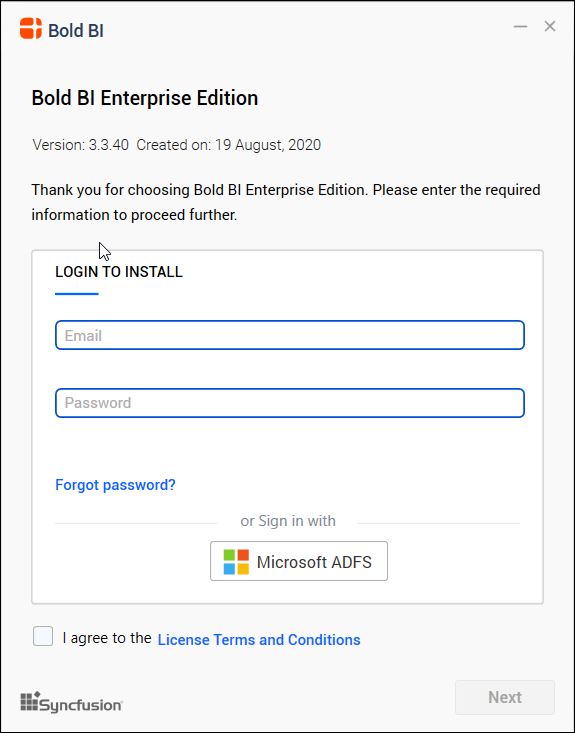 Bold BI
Bold BI Enterprise Edition
Version: 3.3.40 Created on: 19 August, 2020
Thank you for choosing Bold BI Enterprise Edition. Please enter the required
information to proceed further.
LOGIN TO INSTALL
Email
Password
Forgot password?
or Sign in with
Microsoft ADFS
I agree to the License Terms and Conditions
Syncfusion
Next